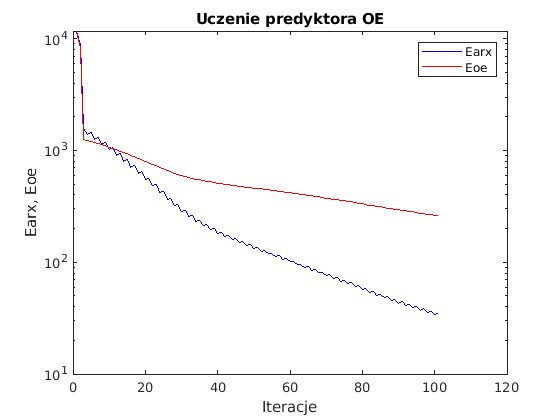 Uczenie predyktora OE
Earx
Eoe
Earx, Eoe
10^4
10^3
10^2
10^1
0 20 40 60 80 100 120
Iteracje